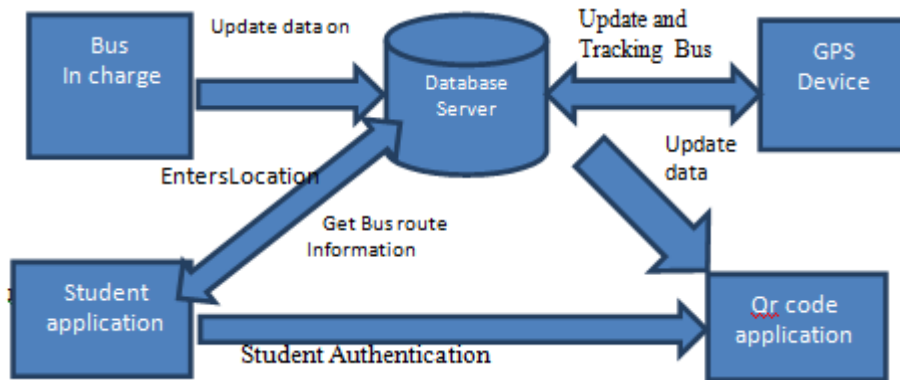 Bus
In charge
Update data on
Database
Server
Update and
Tracking Bus
GPS
Device
EntersLocation
Get Bus route
Information
Update
data
Student
application
Student Authentication
Qr code
application